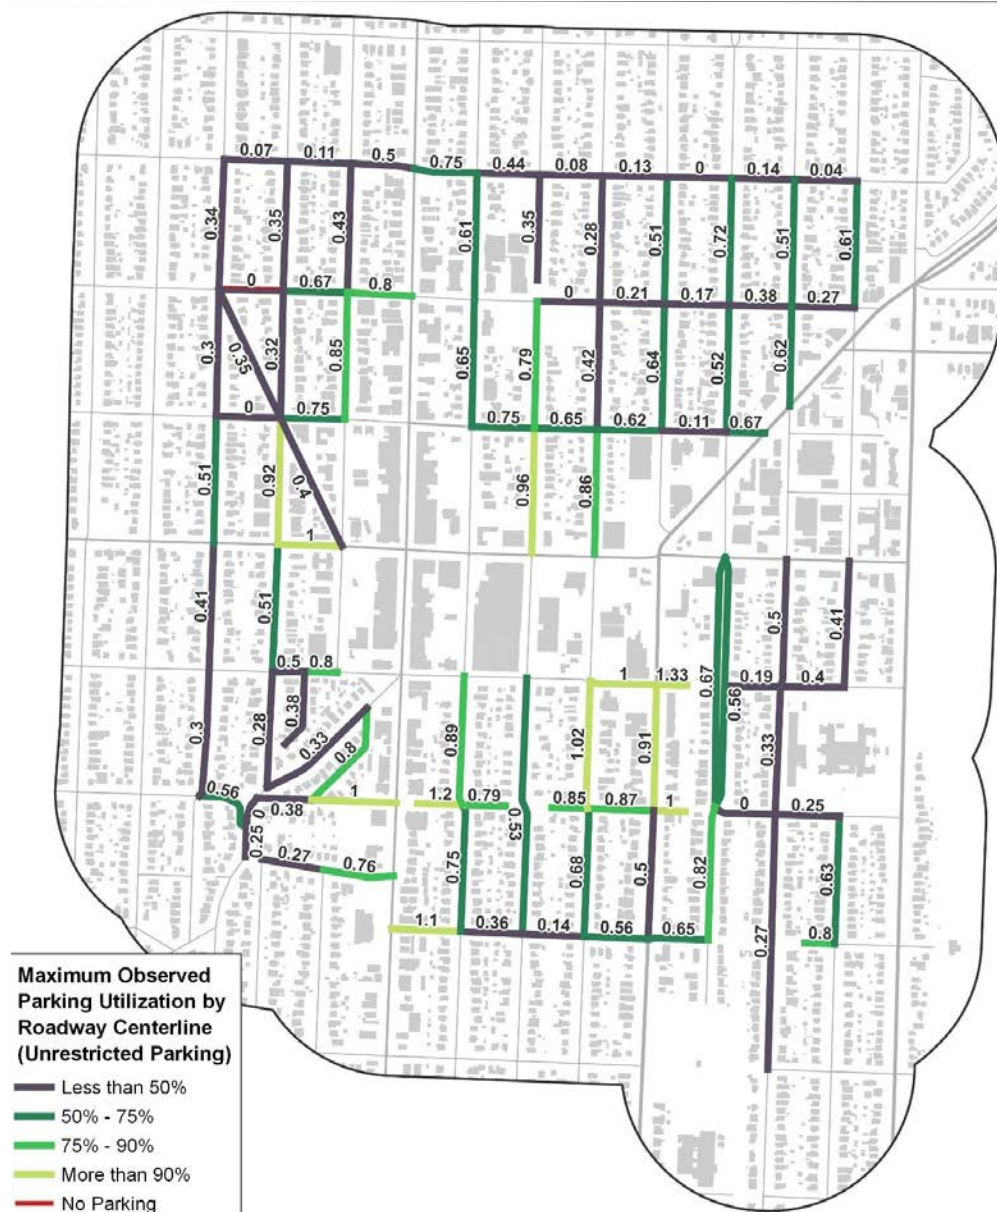 0.07 0.11 0.5 0.75 0.44 0.08 0.13 0 0.14 0.04
0.34 0.35 0.43 0.61 0.35 0.28 0.51 0.72 0.51 0.61
0 0.67 0.8 0 0.21 0.17 0.38 0.27
0.3 0.35 0.32 0.85 0.65 0.79 0.42 0.64 0.52 0.62
0 0.75 0.75 0.65 0.62 0.11 0.67
0.51 0.92 0.4 0.96 0.86
1
0.41 0.51 0.5 0.41
0.5 0.8 1 1.33 0.67 0.19 0.4
0.3 0.28 0.38 0.33 0.8 0.89 1.02 0.91 0.56 0.33
0.56 0 0.38 1 1.2 0.79 0.53 0.85 0.87 1 0 0.25
0.25 0.27 0.76 0.75 0.68 0.5 0.82 0.63
1.1 0.36 0.14 0.56 0.65 0.27 0.8
Maximum Observed
Parking Utilization by
Roadway Centerline
(Unrestricted Parking)
Less than 50%
50% - 75%
75% - 90%
More than 90%
No Parking